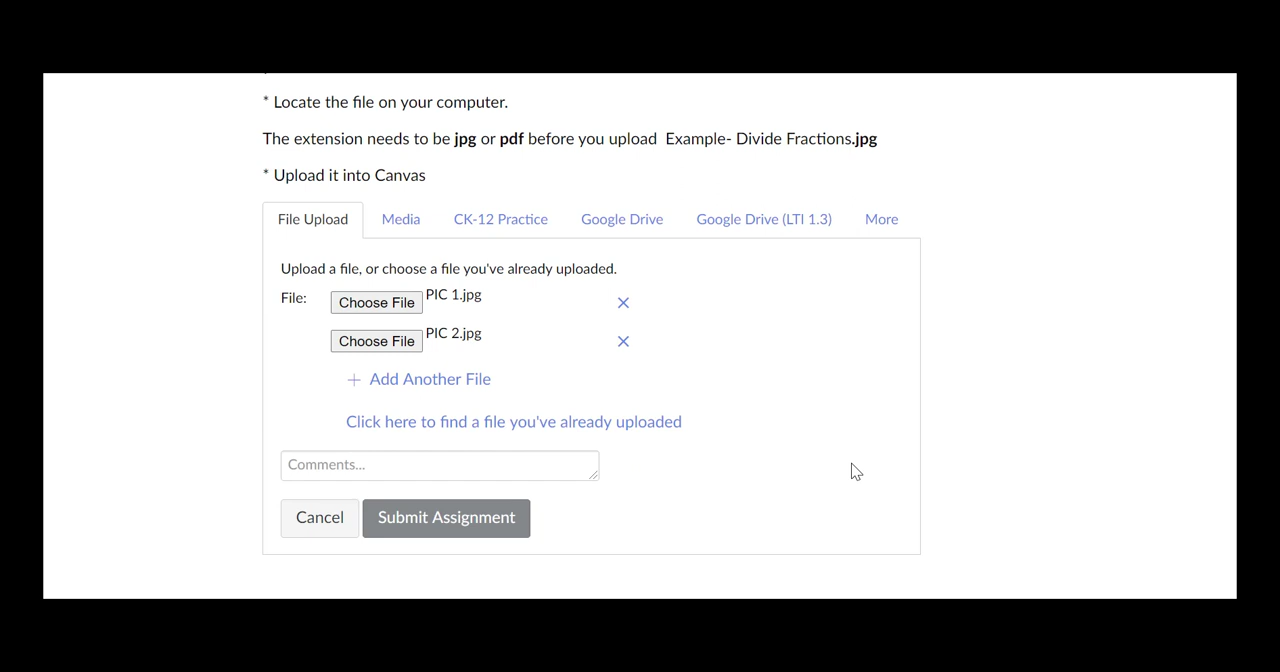 * Locate the file on your computer.
The extension needs to be jpg or pdf before you upload  Example- Divide Fractions.jpg
* Upload it into Canvas
File Upload Media CK-12 Practice Google Drive Google Drive (LTI 1.3) More
Upload a file, or choose a file you've already uploaded.
File: Choose File PIC 1.jpg ×
Choose File PIC 2.jpg ×
+ Add Another File
Click here to find a file you've already uploaded
Comments...
Cancel Submit Assignment